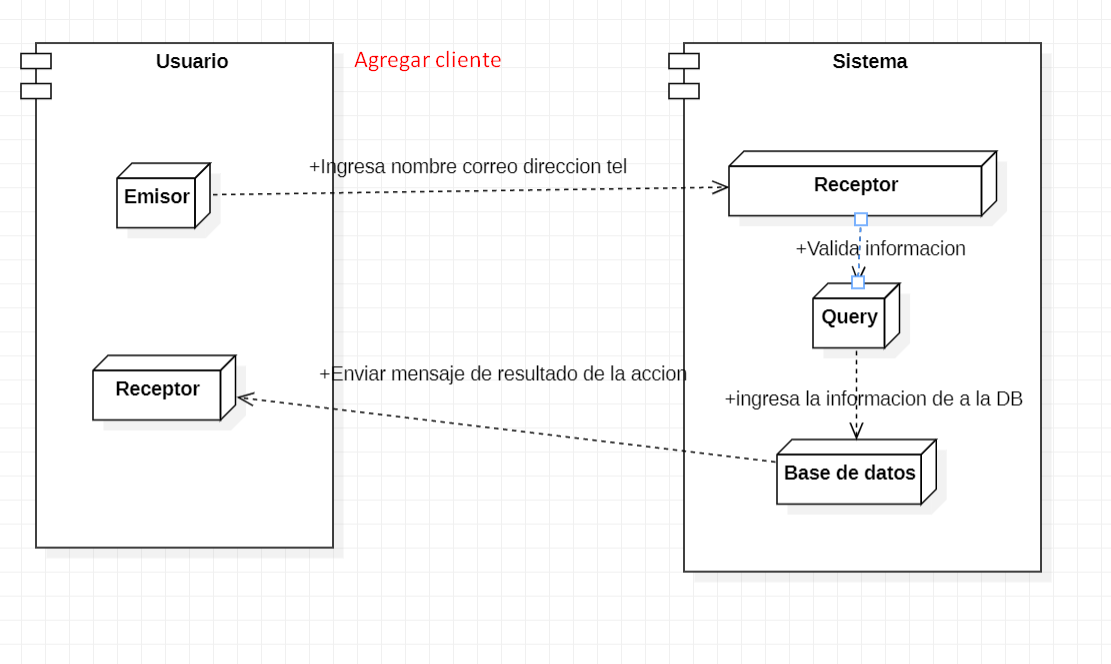 Usuario
Agregar cliente
Sistema
+Ingresa nombre correo direccion tel
Emisor
Receptor
+Valida informacion
Query
+Enviar mensaje de resultado de la accion
Receptor
+ingresa la informacion de a la DB
Base de datos